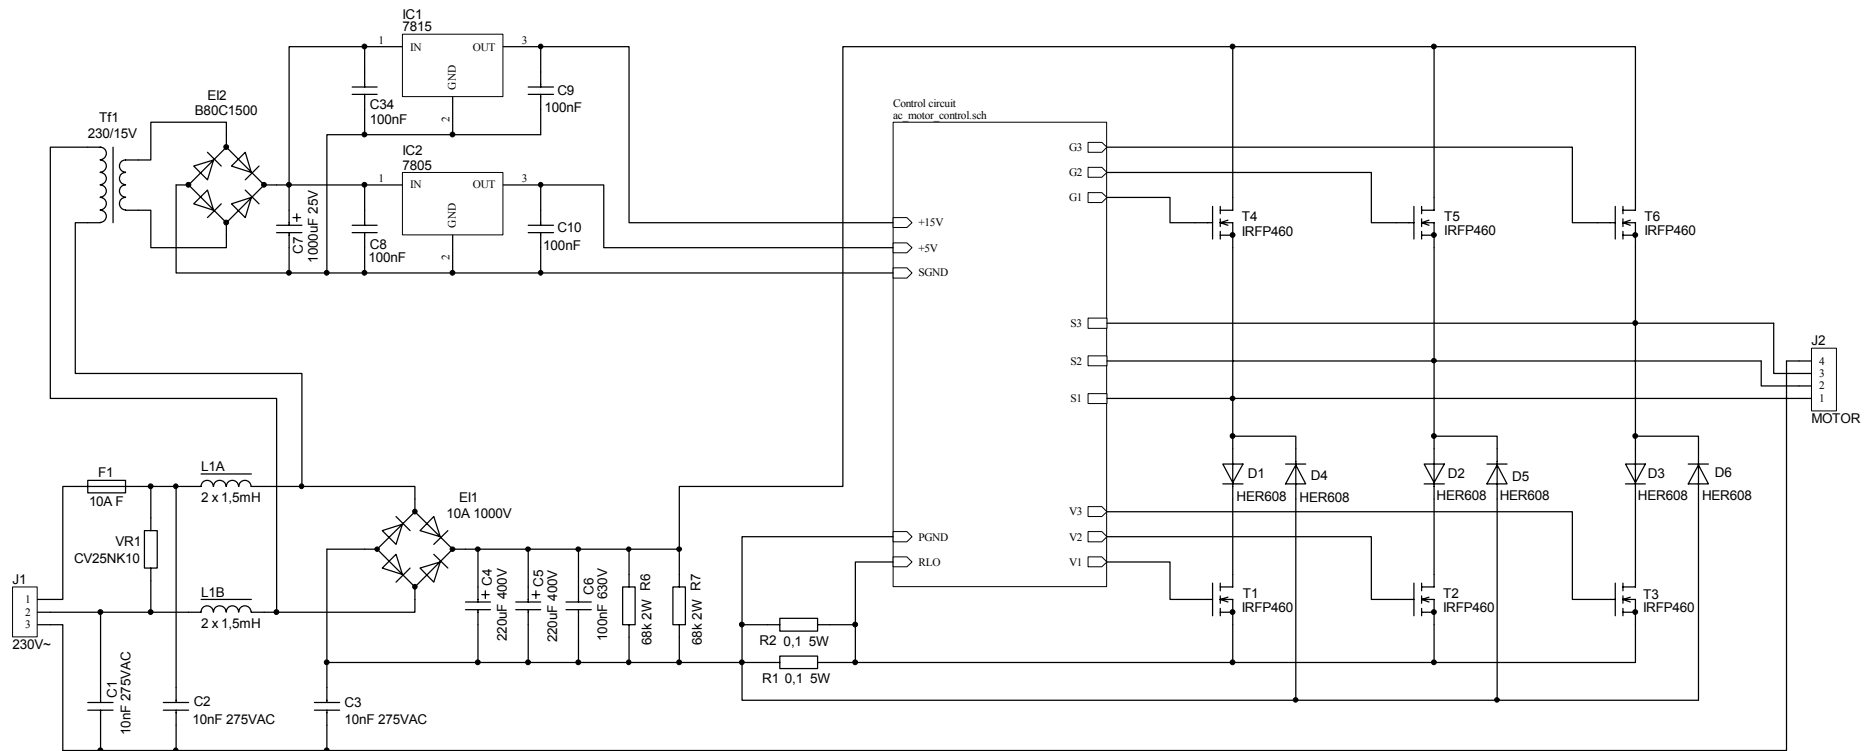 IC1
7815
1
IN
OUT
3
GND
2
C34
100nF
C9
100nF
EI2
B80C1500
Tf1
230/15V
IC2
7805
1
IN
OUT
3
GND
2
C7
1000uF 25V
+
C8
100nF
C10
100nF
Control circuit
ac_motor_control.sch
+15V
+5V
SGND
PGND
RLO
G3
G2
G1
S3
S2
S1
V3
V2
V1
T4
IRFP460
T5
IRFP460
T6
IRFP460
J2
4
3
2
1
MOTOR
D1
HER608
D4
HER608
D2
HER608
D5
HER608
D3
HER608
D6
HER608
T1
IRFP460
T2
IRFP460
T3
IRFP460
F1
10A F
L1A
2 x 1,5mH
VR1
CV25NK10
L1B
2 x 1,5mH
J1
1
2
3
230V~
EI1
10A 1000V
+
C4
220uF 400V
+
C5
220uF 400V
C6
100nF 630V
R6
68k 2W
R7
68k 2W
R2 0,1 5W
R1 0,1 5W
C1
10nF 275VAC
C2
10nF 275VAC
C3
10nF 275VAC